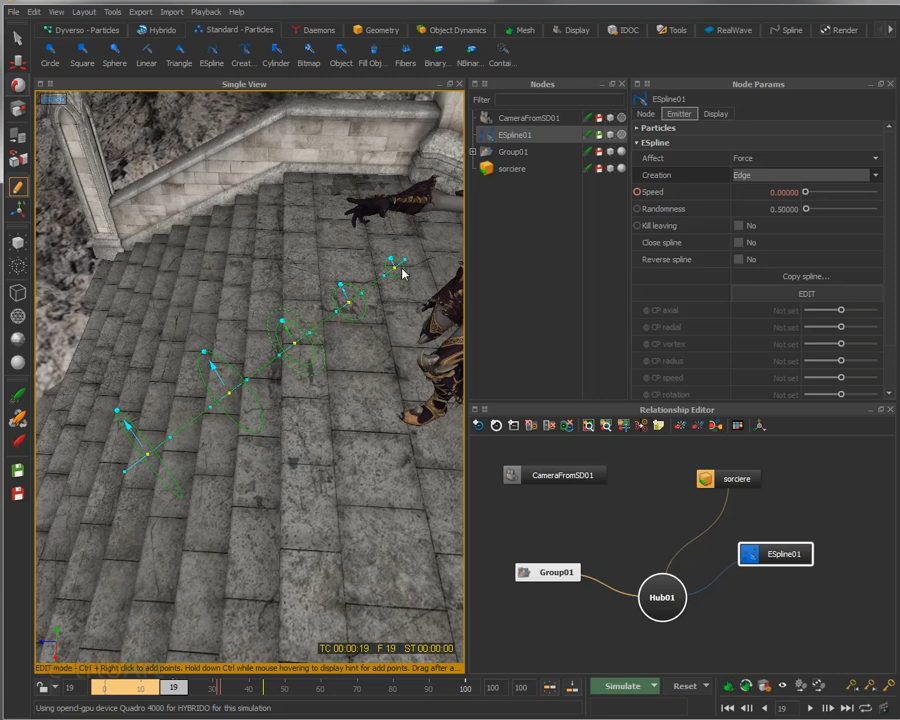 File Edit View Layout Tools Export Import Playback Help
Dyverso - Particles Hybrido Standard - Particles Daemons Geometry Object Dynamics Mesh Display IDOC Tools RealWave Spline Render
Circle Square Sphere Linear Triangle ESpline Creat... Cylinder Bitmap Object Fill Obj... Fibers Binary... NBinar... Contai...
Single View
Nodes
Node Params
Filter
CameraFromSD01
ESpline01
Group01
sorciere
ESpline01
Node Emitter Display
Particles
ESpline
Affect Force
Creation Edge
Speed 0.00000
Randomness 0.50000
Kill leaving No
Close spline No
Reverse spline No
Copy spline...
EDIT
CP axial Not set
CP radial Not set
CP vortex Not set
CP radius Not set
CP speed Not set
CP rotation Not set
Relationship Editor
CameraFromSD01
sorciere
ESpline01
Group01
Hub01
TC 00:00:19 F 19 ST 00:00:00
EDIT mode - Ctrl + Right click to add points. Hold down Ctrl while mouse hovering to display hint for add points. Drag after a...
19 0 10 19 30 40 50 60 70 80 90 100 100 100
Simulate Reset
Using opencl-gpu device Quadro 4000 for HYBRIDO for this simulation
19